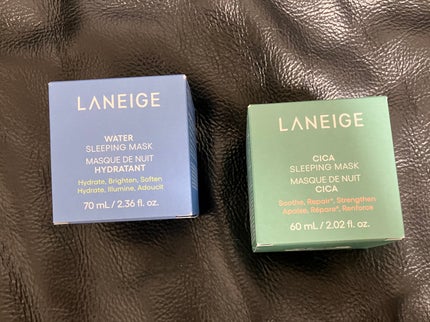 LANEIGE
WATER
SLEEPING MASK
MASQUE DE NUIT
HYDRATANT
Hydrate, Brighten, Soften
Hydrate, Illumine, Adoucit
70 mL / 2.36 fl. oz.
LANEIGE
CICA
SLEEPING MASK
MASQUE DE NUIT
CICA
Soothe, Repair*, Strengthen
Apaise, Répare*, Renforce
60 mL / 2.02 fl. oz.